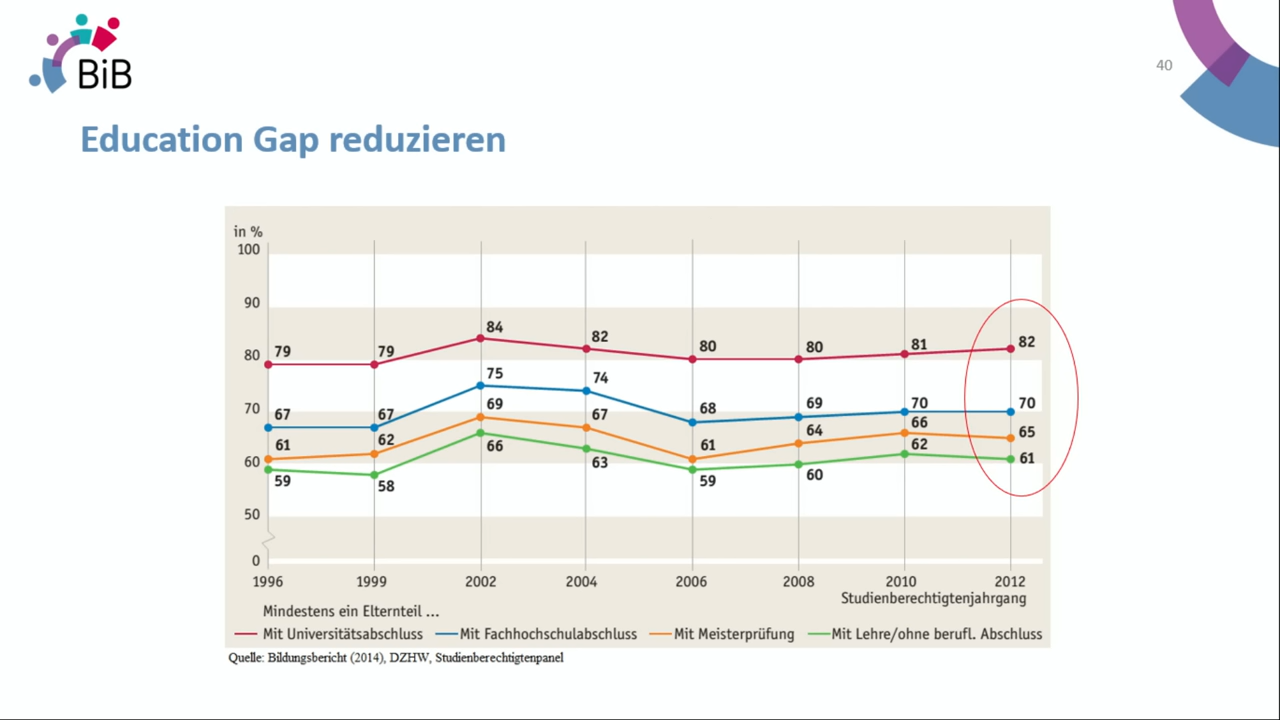 BiB
40
Education Gap reduzieren
in %
100
90
80
70
60
50
0
79 79 84 82 80 80 81 82
67 67 75 74 68 69 70 70
61 62 69 67 61 64 66 65
59 58 66 63 59 60 62 61
1996 1999 2002 2004 2006 2008 2010 2012
Studienberechtigtenjahrgang
Mindestens ein Elternteil ...
Mit Universitätsabschluss Mit Fachhochschulabschluss Mit Meisterprüfung Mit Lehre/ohne berufl. Abschluss
Quelle: Bildungsbericht (2014), DZHW, Studienberechtigtenpanel